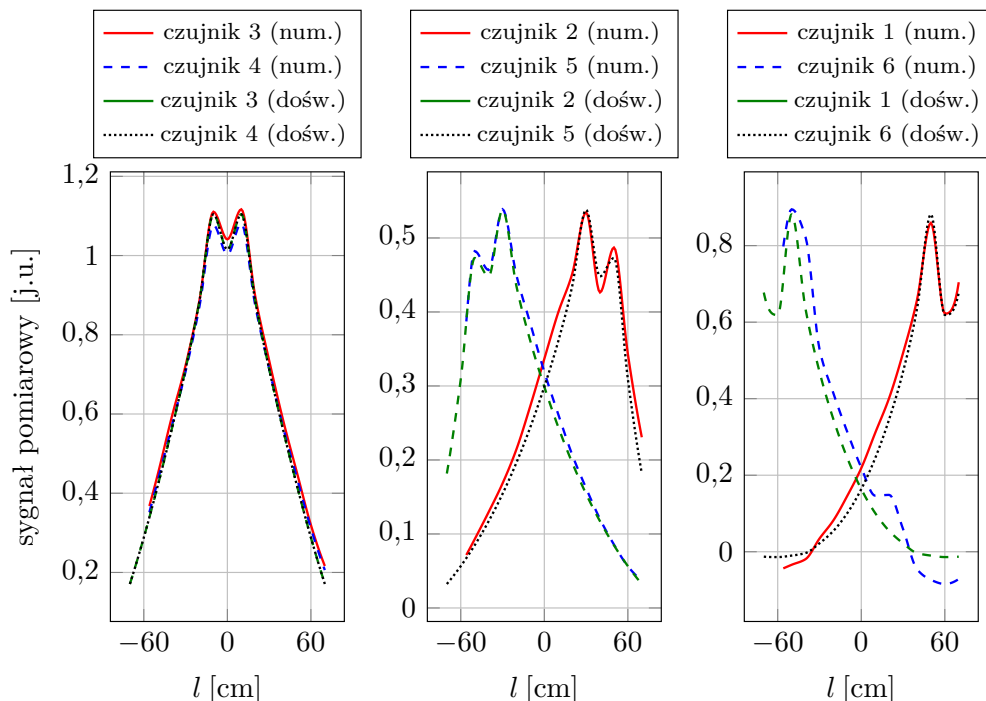 czujnik 3 (num.)
czujnik 4 (num.)
czujnik 3 (dośw.)
czujnik 4 (dośw.)
czujnik 2 (num.)
czujnik 5 (num.)
czujnik 2 (dośw.)
czujnik 5 (dośw.)
czujnik 1 (num.)
czujnik 6 (num.)
czujnik 1 (dośw.)
czujnik 6 (dośw.)
sygnał pomiarowy [j.u.]
1,2
1
0,8
0,6
0,4
0,2
−60 0 60
l [cm]
0,5
0,4
0,3
0,2
0,1
0
−60 0 60
l [cm]
0,8
0,6
0,4
0,2
0
−60 0 60
l [cm]